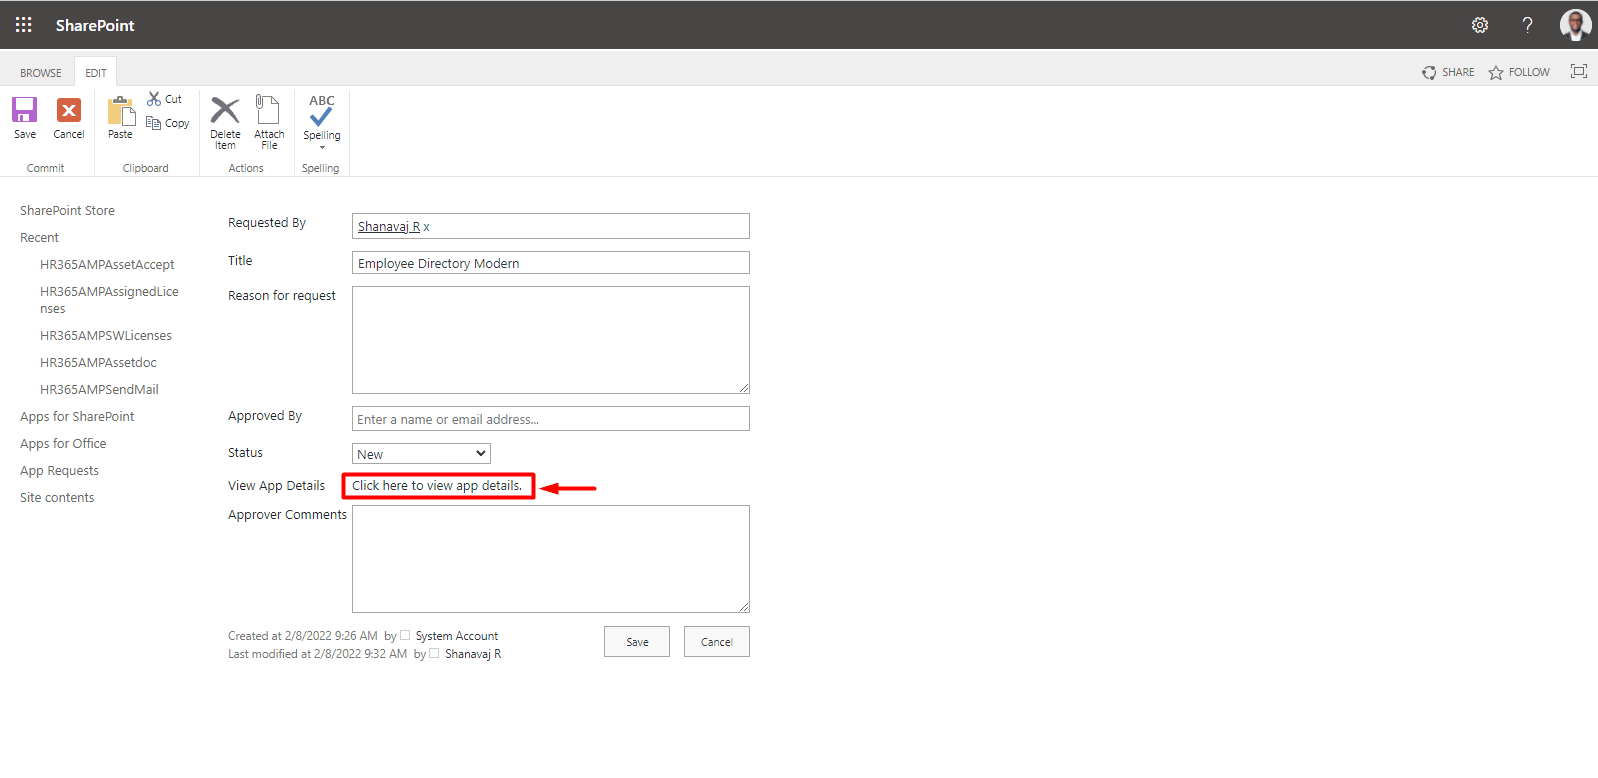 SharePoint
?
BROWSE
EDIT
SHARE
FOLLOW
Save
Cancel
Commit
Paste
Cut
Copy
Clipboard
Delete
Item
Attach
File
Actions
ABC
Spelling
Spelling
SharePoint Store
Recent
HR365AMPAssetAccept
HR365AMPAssignedLice
nses
HR365AMPSWLicenses
HR365AMPAssetdoc
HR365AMPSendMail
Apps for SharePoint
Apps for Office
App Requests
Site contents
Requested By
Shanavaj R x
Title
Employee Directory Modern
Reason for request
Approved By
Enter a name or email address...
Status
New
View App Details
Click here to view app details.
Approver Comments
Created at 2/8/2022 9:26 AM by System Account
Last modified at 2/8/2022 9:32 AM by Shanavaj R
Save
Cancel